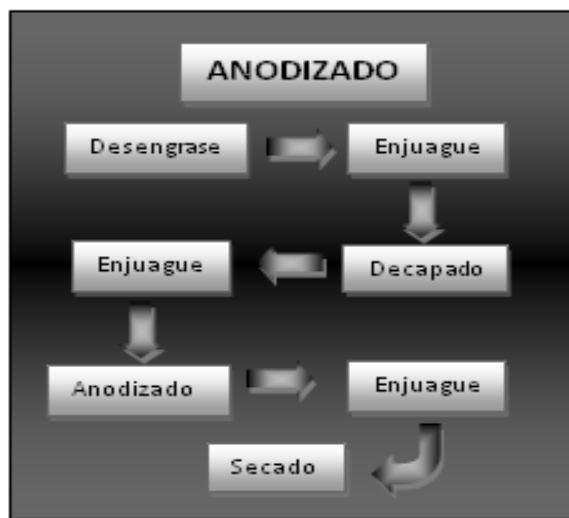 ANODIZADO
Desengrase
Enjuague
Decapado
Enjuague
Anodizado
Enjuague
Secado